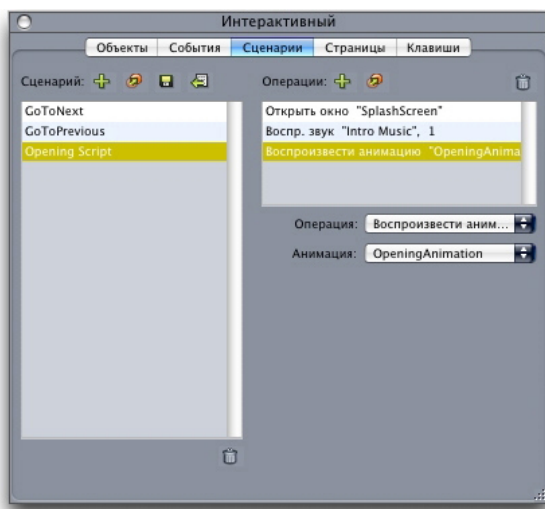 Интерактивный
Объекты События Сценарии Страницы Клавиши
Сценарий:
GoToNext
GoToPrevious
Opening Script
Операции:
Открыть окно "SplashScreen"
Воспр. звук "Intro Music", 1
Воспроизвести анимацию "OpeningAnima
Операция: Воспроизвести аним...
Анимация: OpeningAnimation